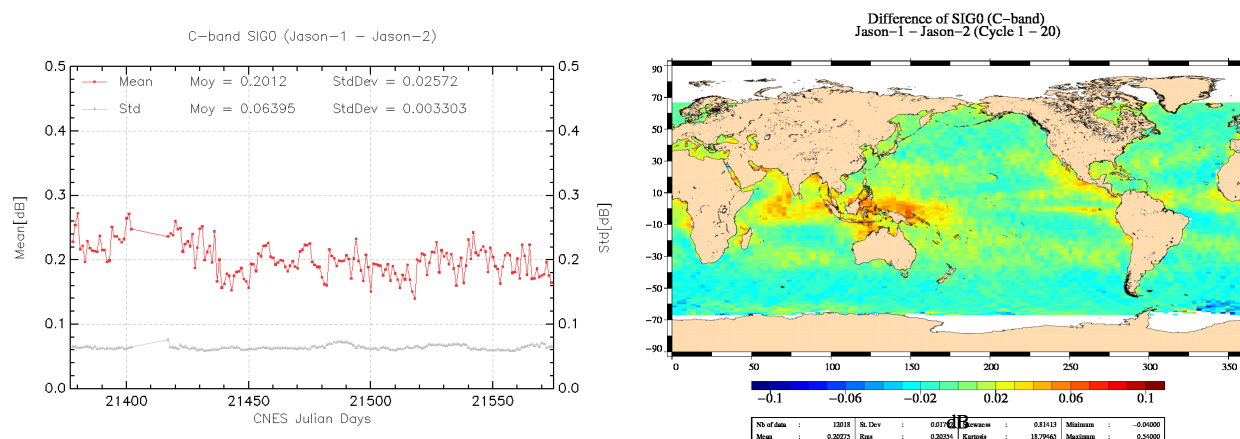 C-band SIG0 (Jason-1 - Jason-2)
0.5
0.4
0.3
0.2
0.1
0.0
Mean[dB]
Mean Moy = 0.2012 StdDev = 0.02572
Std Moy = 0.06395 StdDev = 0.003303
0.5
0.4
0.3
0.2
0.1
0.0
Std[dB]
21400 21450 21500 21550
CNES Julian Days
Difference of SIG0 (C-band)
Jason-1 - Jason-2 (Cycle 1 - 20)
90
70
50
30
10
-10
-30
-50
-70
-90
0 50 100 150 200 250 300 350
-0.1 -0.06 -0.02 0.02 0.06 0.1
dB
Nb of data : 12018 St. Dev : : 0.81413 Minimum : -0.04000
Mean : 0.20275 Rms : 0.20354 Kurtosis : 18.79465 Maximum : 0.54000